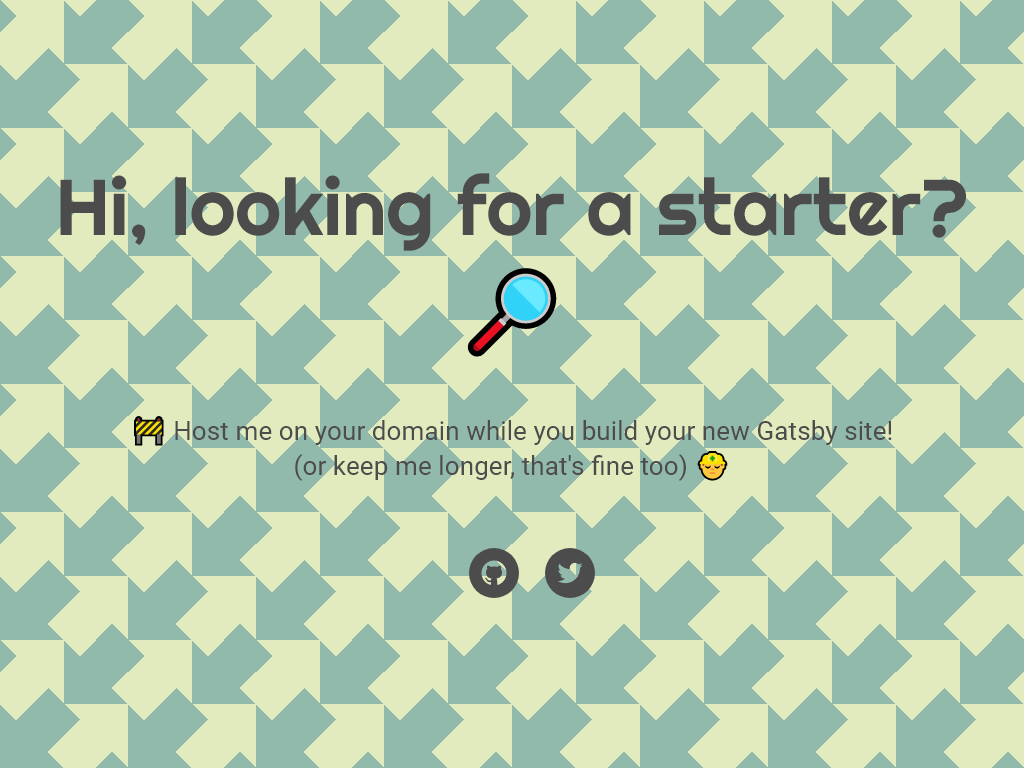 Hi, looking for a starter?
Host me on your domain while you build your new Gatsby site!
(or keep me longer, that's fine too)